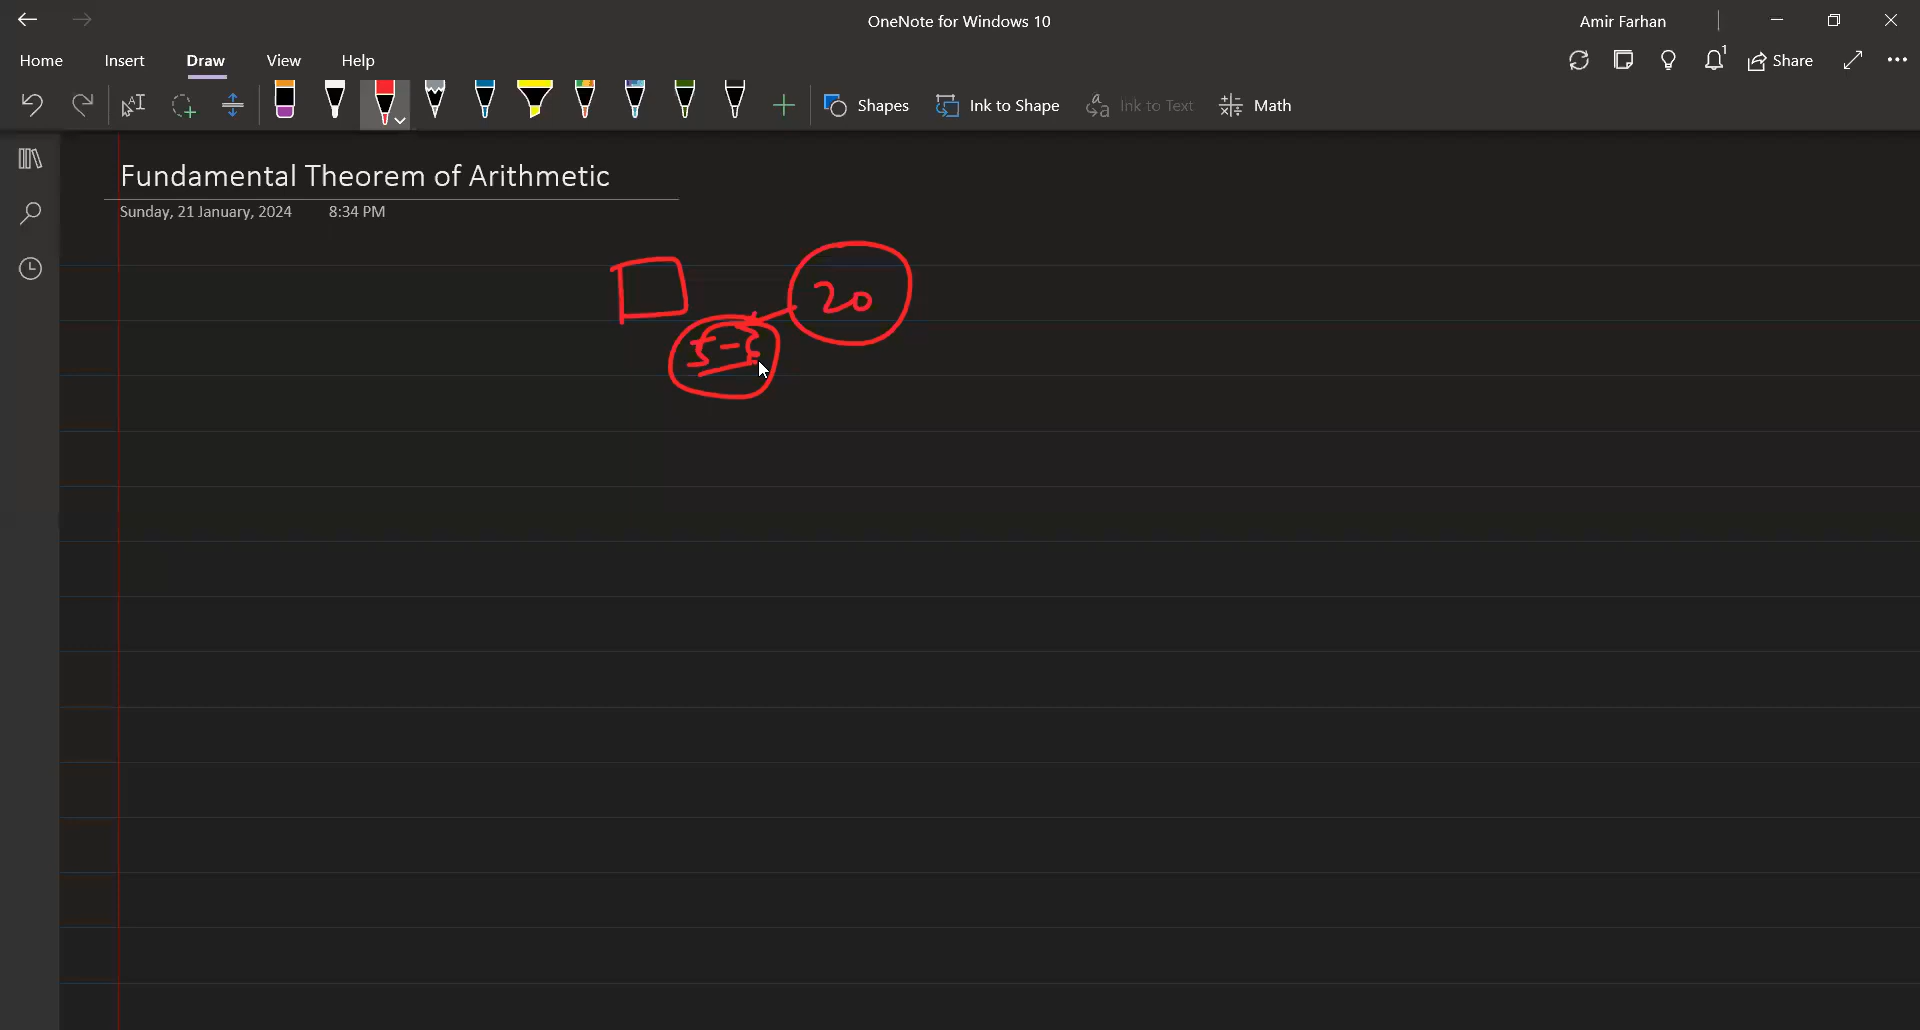 OneNote for Windows 10
Amir Farhan
Home Insert Draw View Help
1
Share
Shapes Ink to Shape Ink to Text Math
Fundamental Theorem of Arithmetic
Sunday, 21 January, 2024 8:34 PM
20